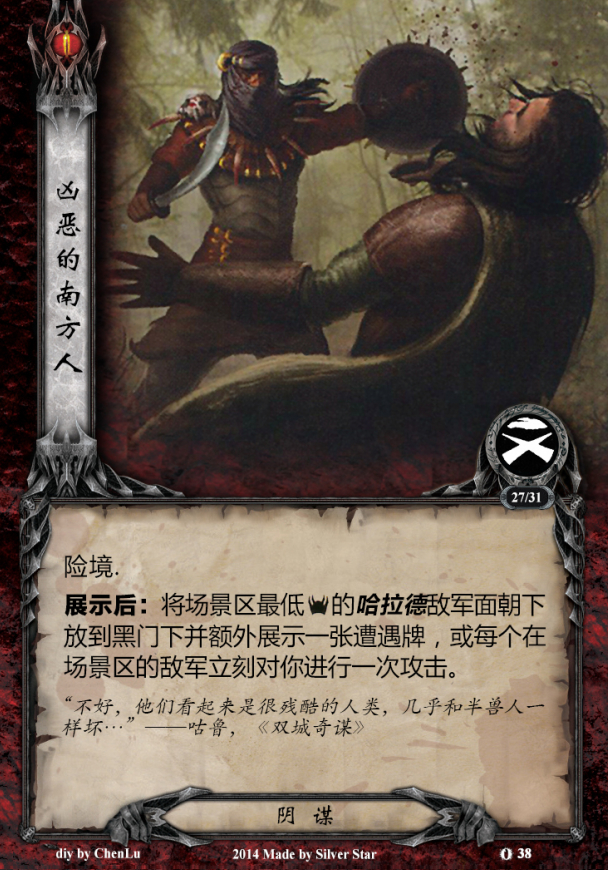 凶恶的南方人
27/31
险境.
展示后：将场景区最低的哈拉德敌军面朝下
放到黑门下并额外展示一张遭遇牌，或每个在
场景区的敌军立刻对你进行一次攻击。
“不好，他们看起来是很残酷的人类，几乎和半兽人一
样坏…” ——咕鲁，《双城奇谋》
阴 谋
diy by ChenLu
2014 Made by Silver Star
38